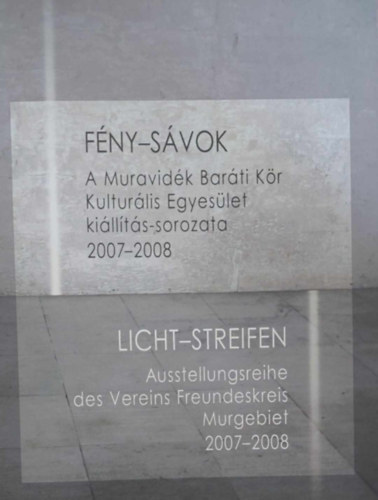 FÉNY–SÁVOK
A Muravidék Baráti Kör
Kulturális Egyesület
kiállítás-sorozata
2007–2008
LICHT–STREIFEN
Ausstellungsreihe
des Vereins Freundeskreis
Murgebiet
2007–2008